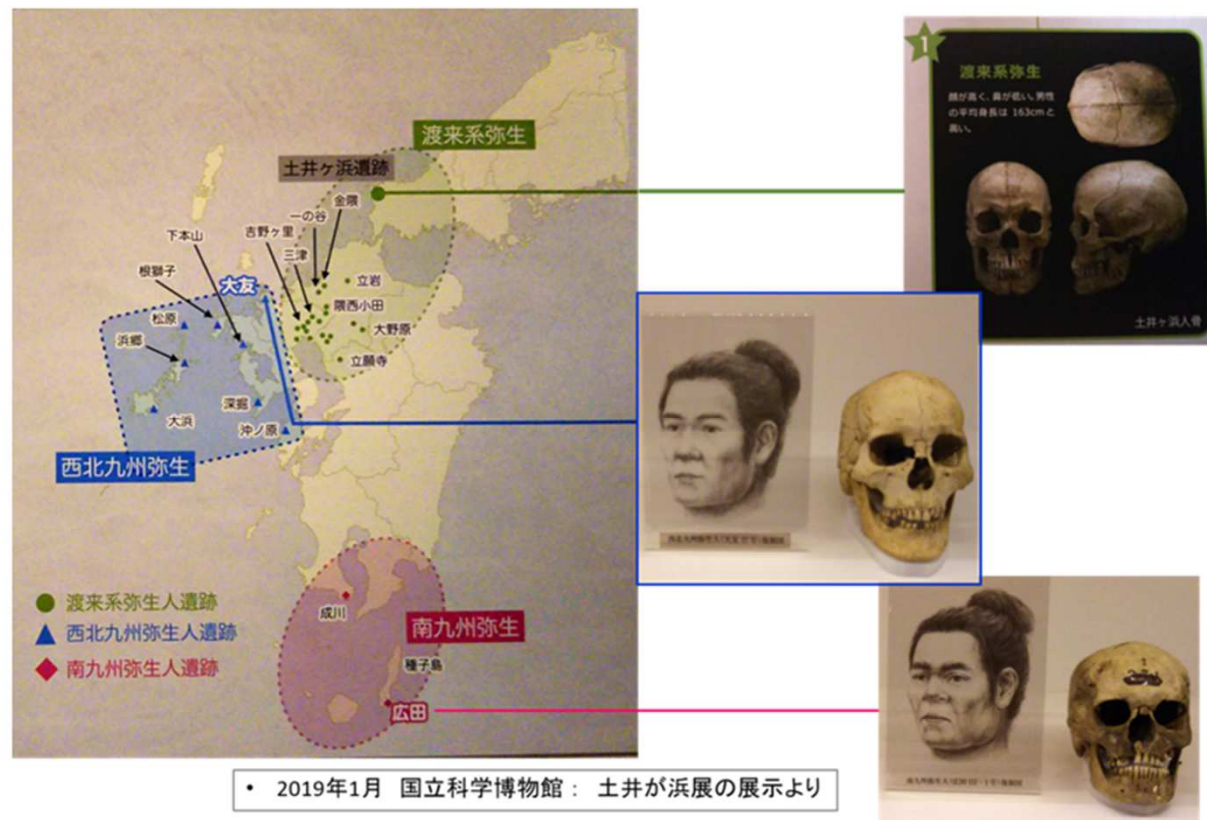 渡来系弥生
土井ヶ浜遺跡
金隈
一の谷
吉野ヶ里
三津
下本山
根獅子
大友
立岩
隈西小田
大野原
立願寺
松原
浜郷
大浜
深堀
沖ノ原
西北九州弥生
渡来系弥生人遺跡
西北九州弥生人遺跡
南九州弥生人遺跡
成川
南九州弥生
種子島
広田
1
渡来系弥生
顔が高く、鼻が低い。男性
の平均身長は 163cmと
高い。
土井ヶ浜人骨
• 2019年1月 国立科学博物館： 土井が浜展の展示より